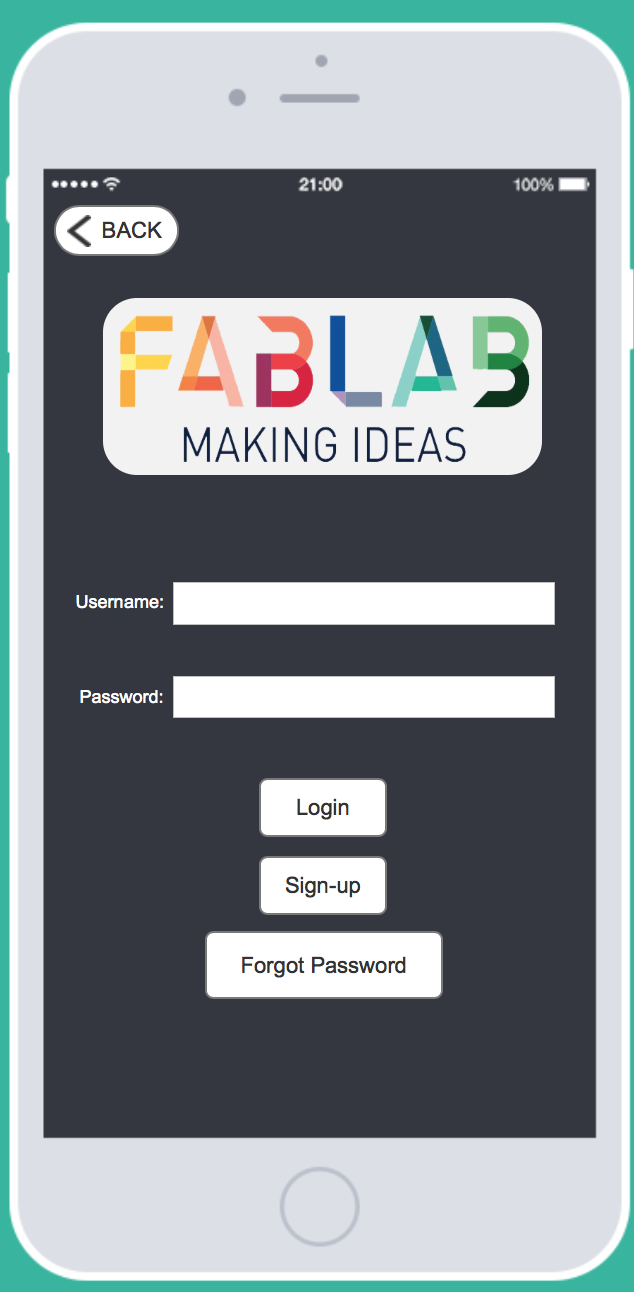 21:00 100%
BACK
FABLAB
MAKING IDEAS
Username:
Password:
Login
Sign-up
Forgot Password